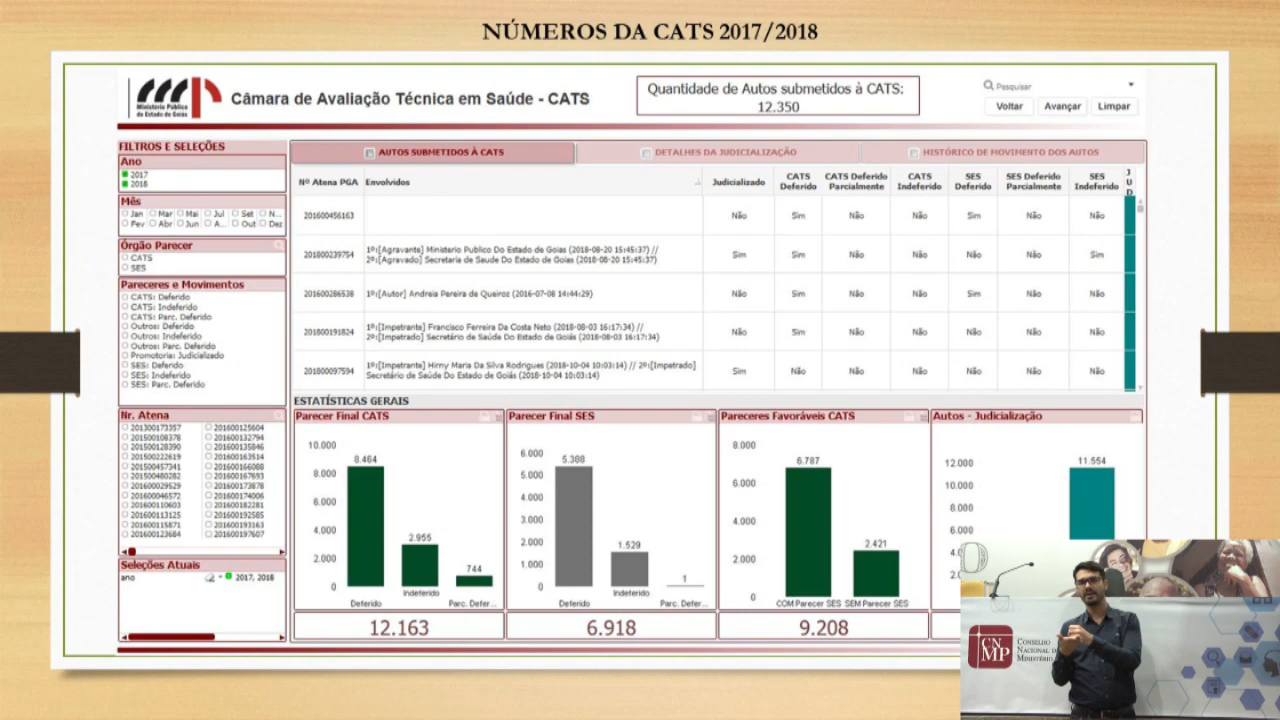 NÚMEROS DA CATS 2017/2018
Ministério Público
do Estado de Goiás
Câmara de Avaliação Técnica em Saúde - CATS
Quantidade de Autos submetidos à CATS:
12.350
Pesquisar
Voltar Avançar Limpar
FILTROS E SELEÇÕES
Ano
2017
2018
Mês
Jan Mar Mai Jul Set N...
Fev Abr Jun A... Out Dez
Órgão Parecer
CATS
SES
Pareceres e Movimentos
CATS: Deferido
CATS: Indeferido
CATS: Parc. Deferido
Outros: Deferido
Outros: Indeferido
Outros: Parc. Deferido
Promotoria: Judicializado
SES: Deferido
SES: Indeferido
SES: Parc. Deferido
Nr. Atena
201300173357 201600125604
201500108378 201600132794
201500128390 201600135846
201500222619 201600163514
201500457341 201600166088
201500480282 201600167693
201600029529 201600173878
201600046572 201600174006
201600110603 201600182281
201600113125 201600192585
201600115871 201600193163
201600123684 201600197607
Seleções Atuais
ano 2017, 2018
AUTOS SUBMETIDOS À CATS DETALHES DA JUDICIALIZAÇÃO HISTÓRICO DE MOVIMENTO DOS AUTOS
Nº Atena PGA Envolvidos Judicializado CATS Deferido CATS Deferido Parcialmente CATS Indeferido SES Deferido SES Deferido Parcialmente SES Indeferido J U D
201600456163 Não Sim Não Não Sim Não Não
201800239754 1º:[Agravante] Ministerio Publico Do Estado de Goias (2018-08-20 15:45:37) //
2º:[Agravado] Secretaria de Saude Do Estado de Goias (2018-08-20 15:45:37) Sim Sim Não Não Não Não Sim
201600286538 1º:[Autor] Andreia Pereira de Queiroz (2016-07-08 14:44:29) Não Sim Não Não Sim Não Não
201800191824 1º:[Impetrante] Francisco Ferreira Da Costa Neto (2018-08-03 16:17:34) //
2º:[Impetrado] Secretário de Saúde Do Estado de Goiás (2018-08-03 16:17:34) Não Sim Não Não Não Não Não
201800097594 1º:[Impetrante] Hirny Maria Da Silva Rodrigues (2018-10-04 10:03:14) // 2º:[Impetrado]
Secretário de Saúde Do Estado de Goiás (2018-10-04 10:03:14) Sim Não Não Não Não Não Não
ESTATÍSTICAS GERAIS
Parecer Final CATS
10.000
8.000
6.000
4.000
2.000
0
8.464
2.955
744
Deferido Indeferido Parc. Defer...
12.163
Parecer Final SES
6.000
5.000
4.000
3.000
2.000
1.000
0
5.388
1.529
1
Deferido Indeferido Parc. Defer...
6.918
Pareceres Favoráveis CATS
8.000
6.000
4.000
2.000
0
6.787
2.421
COM Parecer SES SEM Parecer SES
9.208
Autos - Judicialização
12.000
10.000
8.000
6.000
11.554
CN
MP
Conselho
Nacional d
Ministério